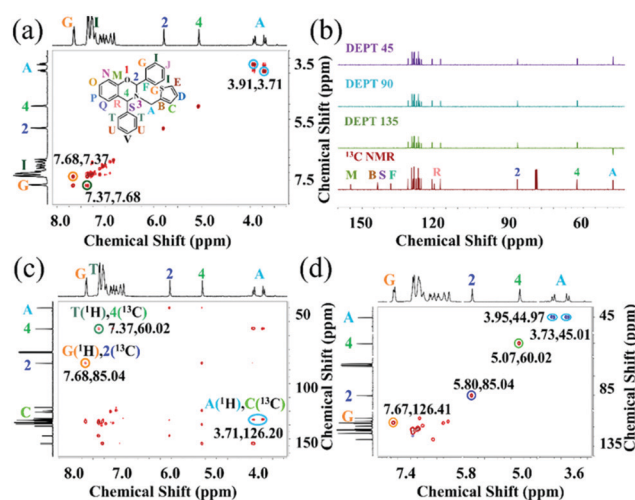 (a)
G I 2 4 A
A
4
2
I
G
1
O
2
3
N
4
N M O P Q R S T T U U V
F G H I I J
A B C D E
3.91,3.71
7.68,7.37
7.37,7.68
3.5
5.5
7.5
8.0 7.0 6.0 5.0 4.0
Chemical Shift (ppm)
Chemical Shift (ppm)
(b)
DEPT 45
DEPT 90
DEPT 135
¹³C NMR
M B S F R 2 4 A
150 120 90 60
Chemical Shift (ppm)
(c)
G T 2 4 A
A
4
2
C
T(¹H),4(¹³C)
7.37,60.02
G(¹H),2(¹³C)
7.68,85.04
A(¹H),C(¹³C)
3.71,126.20
50
100
150
8.0 7.0 6.0 5.0 4.0
Chemical Shift (ppm)
Chemical Shift (ppm)
(d)
G 2 4 A
A
4
2
G
3.95,44.97
3.73,45.01
5.07,60.02
5.80,85.04
7.67,126.41
45
85
135
7.4 5.8 5.0 3.6
Chemical Shift (ppm)
Chemical Shift (ppm)